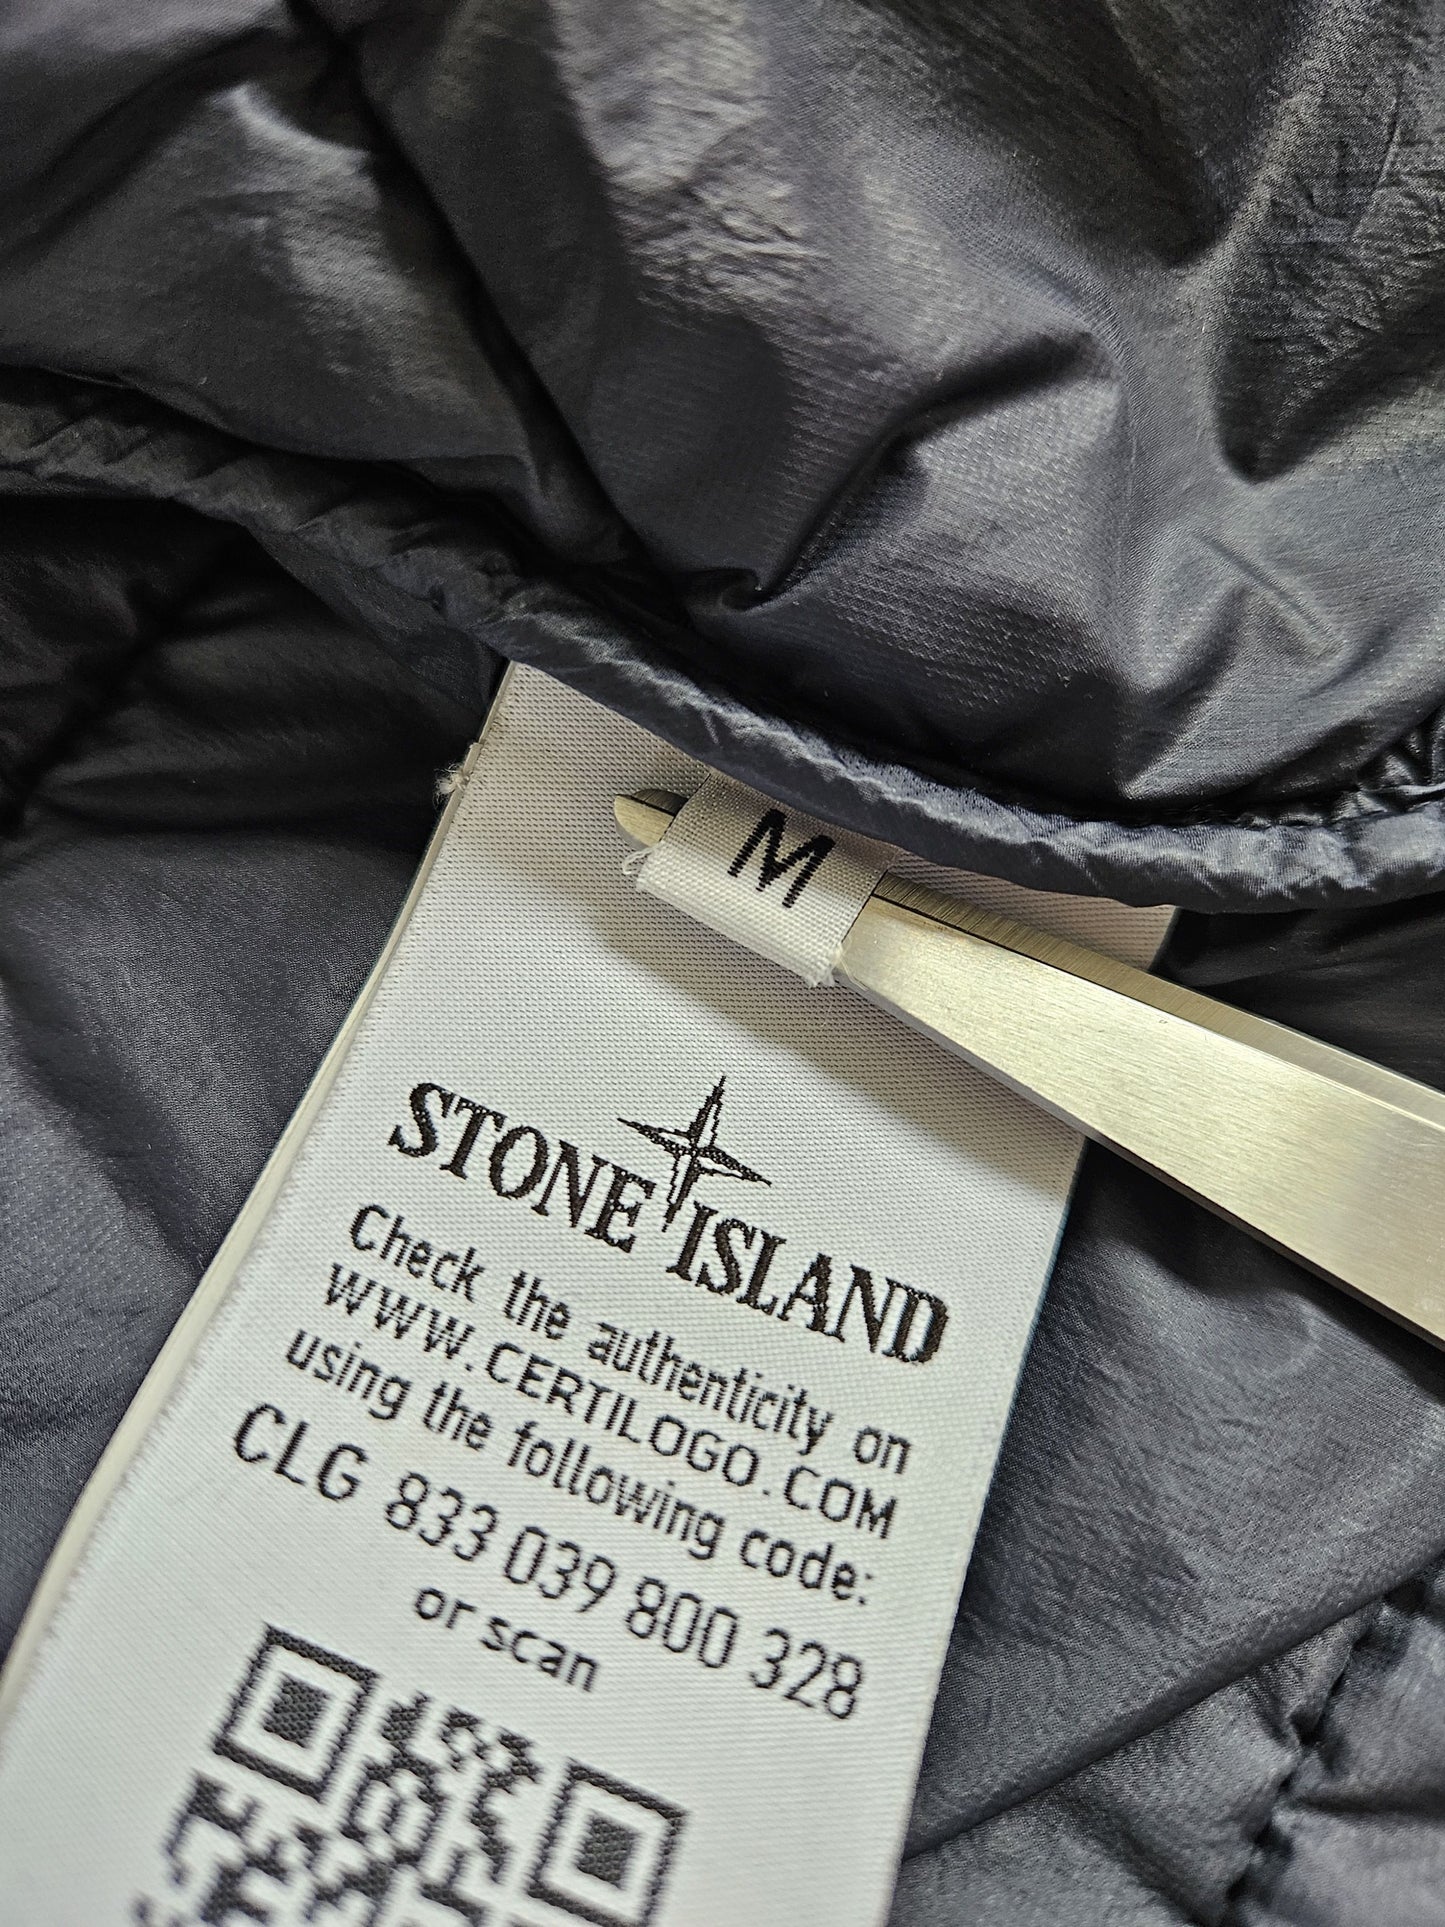 M
STONE ISLAND
Check the authenticity on
WWW.CERTILOGO.COM
using the following code:
CLG 833 039 800 328
or scan